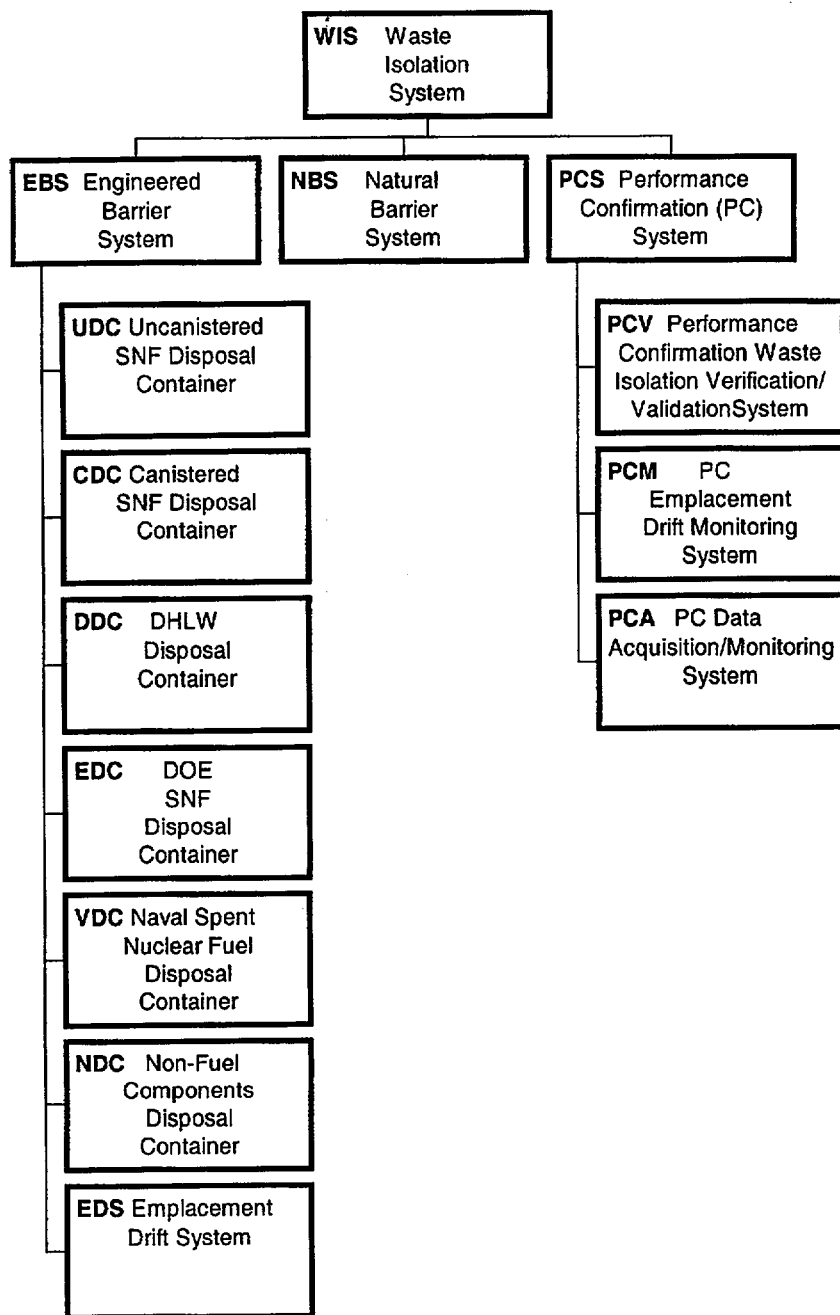 WIS Waste
Isolation
System
EBS Engineered
Barrier
System
NBS Natural
Barrier
System
PCS Performance
Confirmation (PC)
System
UDC Uncanistered
SNF Disposal
Container
CDC Canistered
SNF Disposal
Container
DDC DHLW
Disposal
Container
EDC DOE
SNF
Disposal
Container
VDC Naval Spent
Nuclear Fuel
Disposal
Container
NDC Non-Fuel
Components
Disposal
Container
EDS Emplacement
Drift System
PCV Performance
Confirmation Waste
Isolation Verification/
ValidationSystem
PCM PC
Emplacement
Drift Monitoring
System
PCA PC Data
Acquisition/Monitoring
System